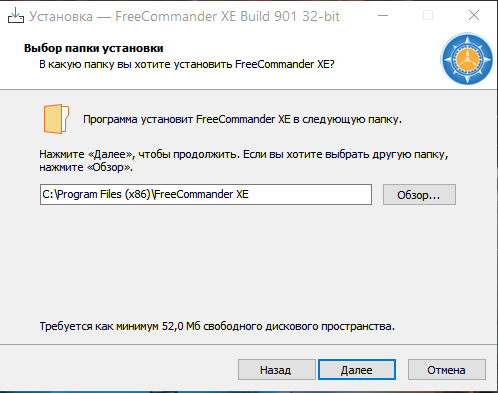 Установка — FreeCommander XE Build 901 32-bit
Выбор папки установки
В какую папку вы хотите установить FreeCommander XE?
Программа установит FreeCommander XE в следующую папку.
Нажмите «Далее», чтобы продолжить. Если вы хотите выбрать другую папку,
нажмите «Обзор».
C:\Program Files (x86)\FreeCommander XE
Обзор...
Требуется как минимум 52,0 Мб свободного дискового пространства.
Назад
Далее
Отмена